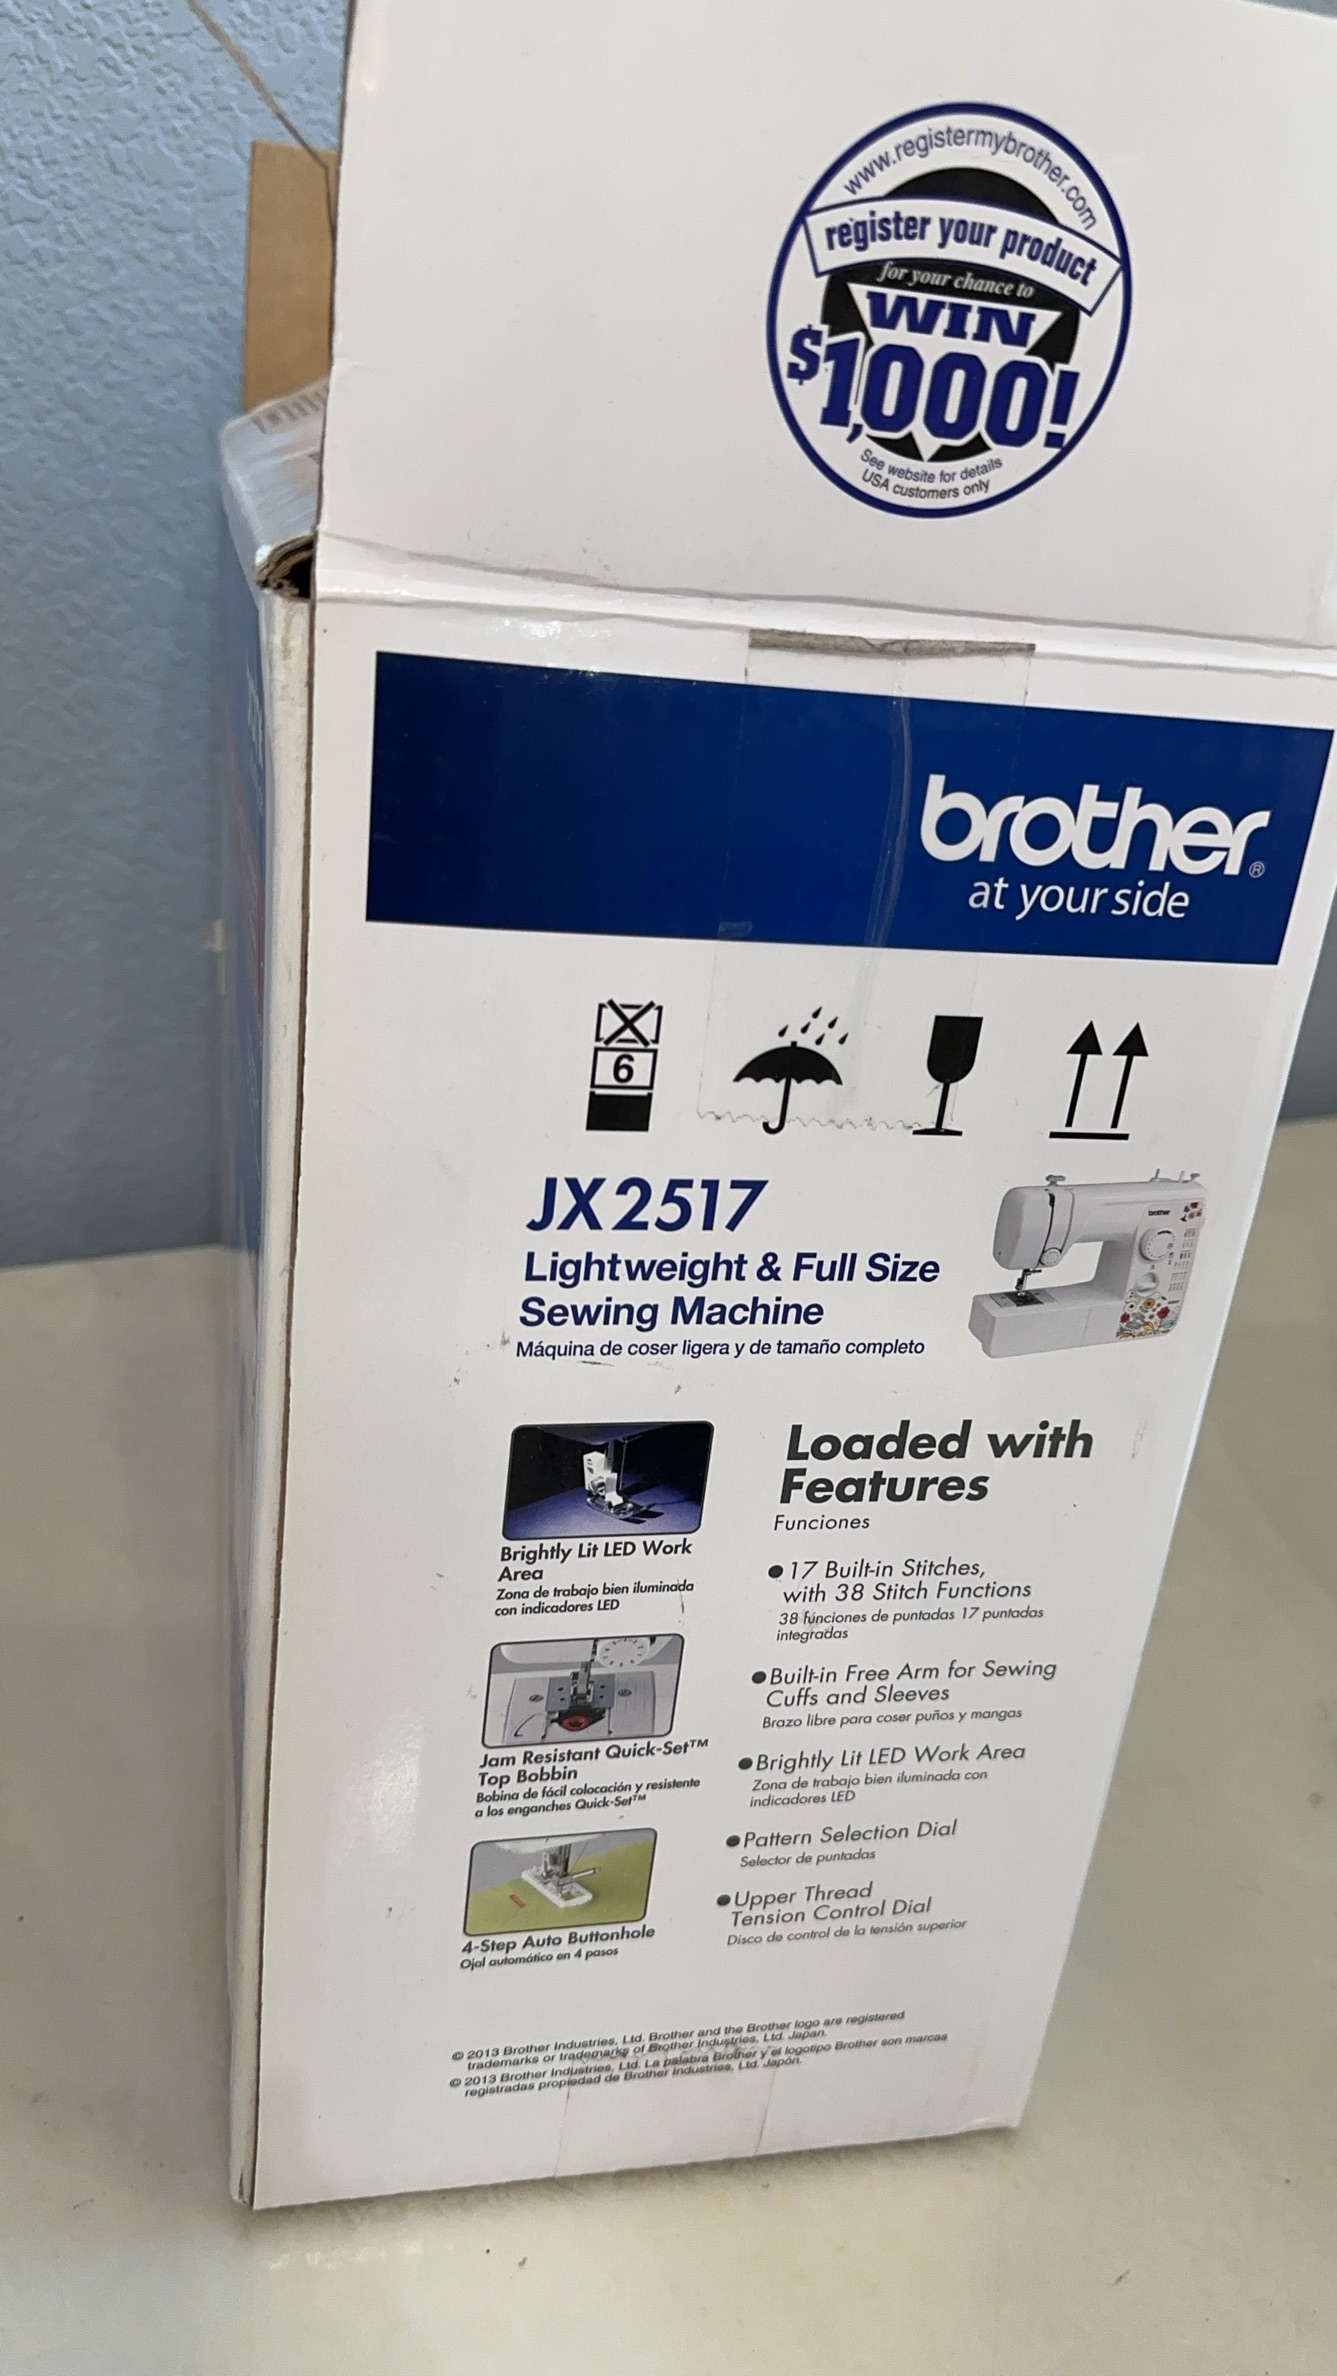 www.registermybrother.com
register your product
for your chance to
WIN
$1,000!
See website for details
USA customers only
brother®
at your side
6
JX2517
Lightweight & Full Size
Sewing Machine
Máquina de coser ligera y de tamaño completo
brother
Brightly Lit LED Work
Area
Zona de trabajo bien iluminada
con indicadores LED
Jam Resistant Quick-Set™
Top Bobbin
Bobina de fácil colocación y resistente
a los enganches Quick-Set™
4-Step Auto Buttonhole
Ojal automático en 4 pasos
Loaded with
Features
Funciones
● 17 Built-in Stitches,
with 38 Stitch Functions
38 funciones de puntadas 17 puntadas
integradas
● Built-in Free Arm for Sewing
Cuffs and Sleeves
Brazo libre para coser puños y mangas
● Brightly Lit LED Work Area
Zona de trabajo bien iluminada con
indicadores LED
● Pattern Selection Dial
Selector de puntadas
● Upper Thread
Tension Control Dial
Disco de control de la tensión superior
© 2013 Brother Industries, Ltd. Brother and the Brother logo are registered
trademarks or trademarks of Brother Industries, Ltd. Japan.
© 2013 Brother Industries, Ltd. La palabra Brother y el logotipo Brother son marcas
registradas propiedad de Brother Industries, Ltd. Japón.